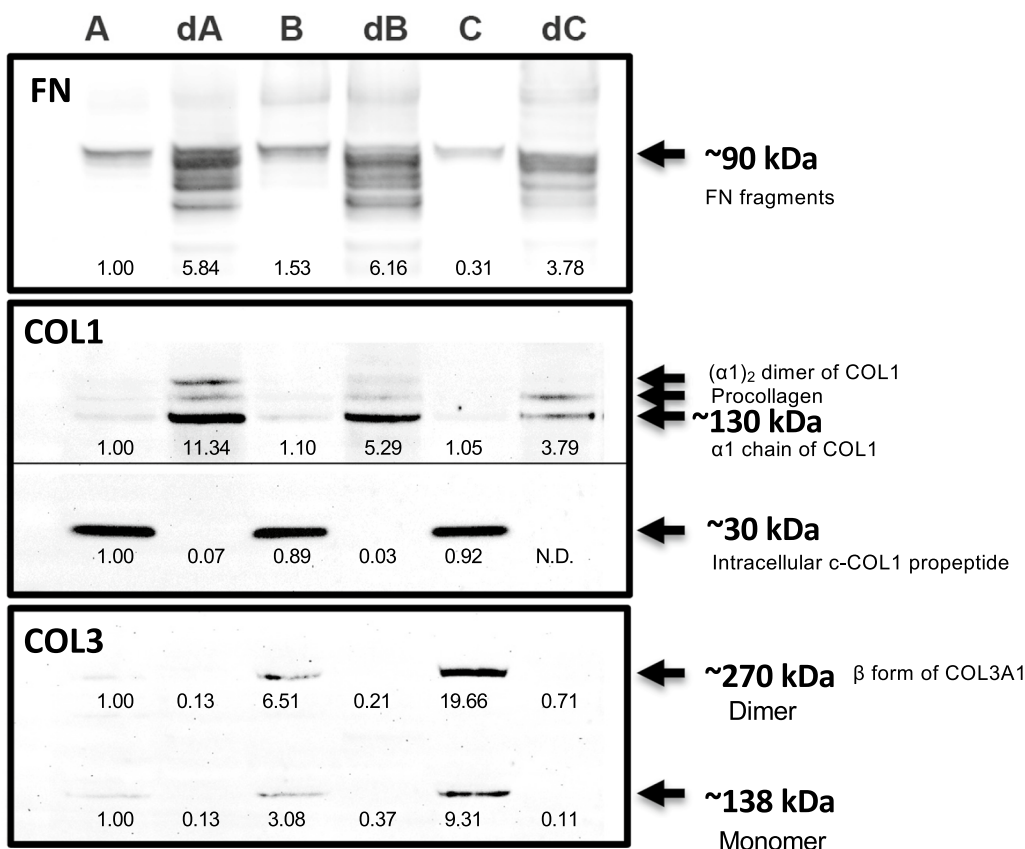 A dA B dB C dC
FN
~90 kDa
FN fragments
1.00 5.84 1.53 6.16 0.31 3.78
COL1
(α1)₂ dimer of COL1
Procollagen
~130 kDa
α1 chain of COL1
1.00 11.34 1.10 5.29 1.05 3.79
~30 kDa
Intracellular c-COL1 propeptide
1.00 0.07 0.89 0.03 0.92 N.D.
COL3
~270 kDa β form of COL3A1
Dimer
1.00 0.13 6.51 0.21 19.66 0.71
~138 kDa
Monomer
1.00 0.13 3.08 0.37 9.31 0.11